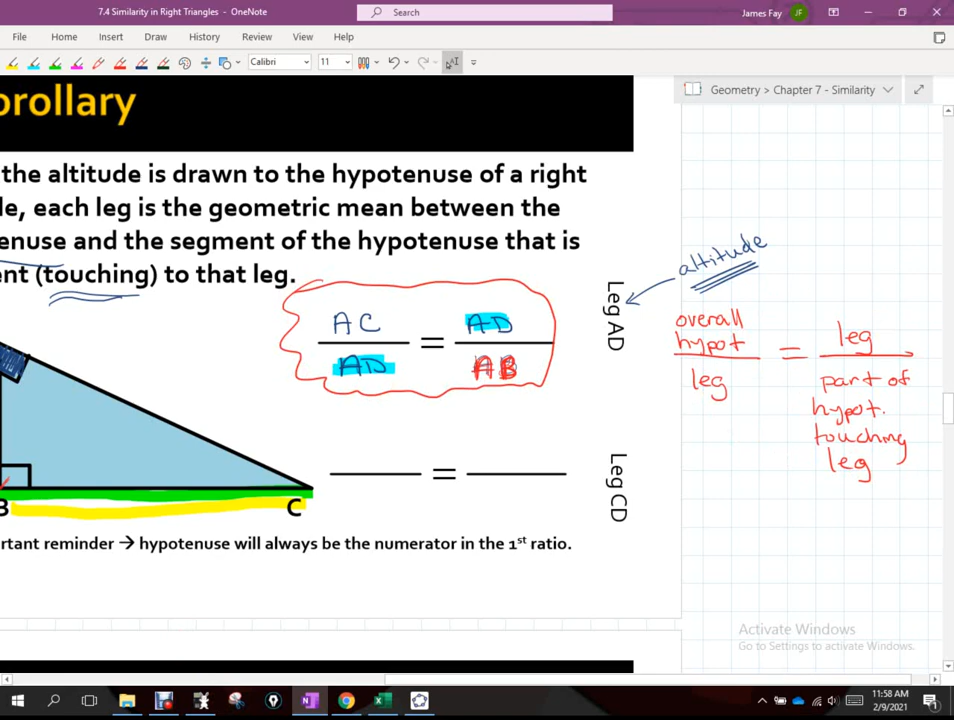 7.4 Similarity in Right Triangles - OneNote
Search
James Fay JF
File Home Insert Draw History Review View Help
Calibri 11
Geometry > Chapter 7 - Similarity
orollary
the altitude is drawn to the hypotenuse of a right
le, each leg is the geometric mean between the
enuse and the segment of the hypotenuse that is
ent (touching) to that leg.
altitude
Leg AD
AC = AD
AD AB
overall
hypot = leg
leg part of
hypot.
touching
leg
Leg CD
=
B C
rtant reminder → hypotenuse will always be the numerator in the 1st ratio.
Activate Windows
Go to Settings to activate Windows.
11:58 AM
2/9/2021